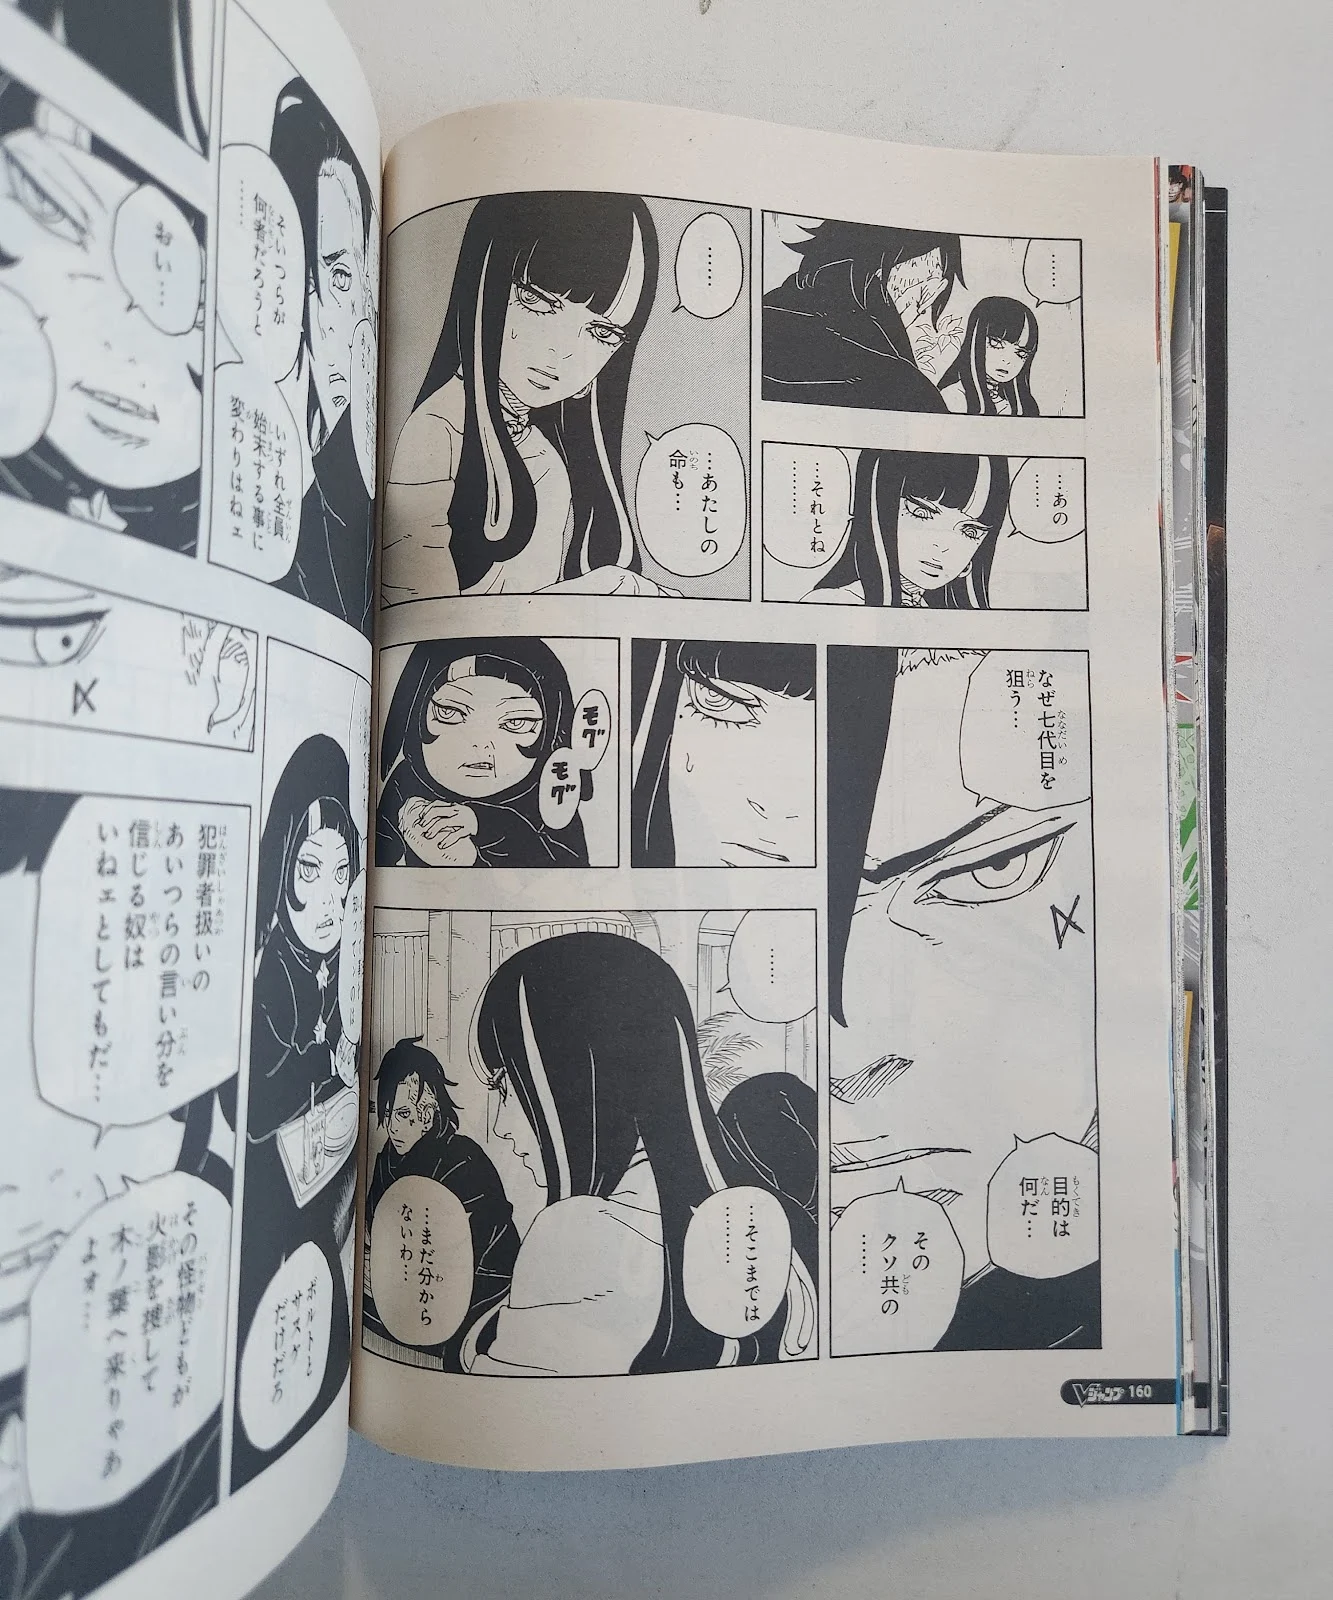 ……
…あの
…それとね
………
……
…あたしの
命も…
なぜ七代目を
狙う…
目的は
何だ…
その
クソ共の
……
モグ
モグ
……
…そこまでは
………
…まだ分から
ないわ…
Vジャンプ 160
そいつらが
何者だろうと
………
いずれ全員
始末する事に
変わりはねェ
おい…
ボルトと
サスケ
だけだろ
犯罪者扱いの
あいつらの言い分を
信じる奴は
いねェとしてもだ…
その怪物どもが
火影を
木ノ葉へ来りゃあ
よォ…